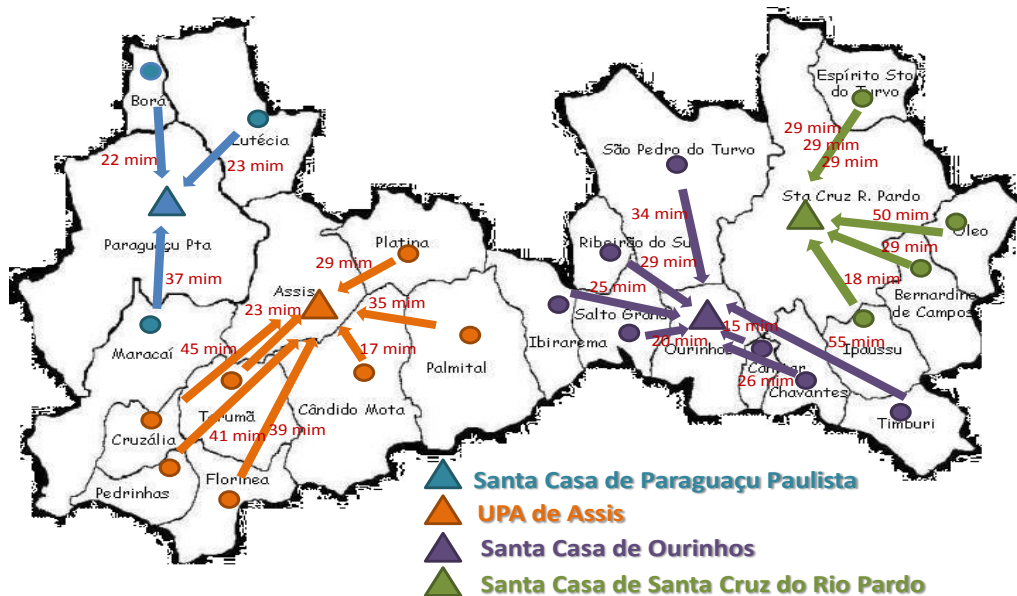 Espírito Sto
do Turvo
Borá
Lutécia
29 mim
29 mim
29 mim
22 mim
23 mim
São Pedro do Turvo
Sta Cruz R. Pardo
34 mim
50 mim
Óleo
Paraguaçu Pta
Platina
Ribeirão do Sul
29 mim
29 mim
29 mim
37 mim
18 mim
Assis
25 mim
Bernardino
de Campos
23 mim
35 mim
Salto Grande
15 mim
Maracaí
45 mim
17 mim
Ibirarema
20 mim
Ourinhos
Canitar
55 mim
Ipaussu
Palmital
26 mim
Chavantes
Tarumã
Cândido Mota
Timburi
Cruzália
41 mim
39 mim
Pedrinhas
Florínea
Santa Casa de Paraguaçu Paulista
UPA de Assis
Santa Casa de Ourinhos
Santa Casa de Santa Cruz do Rio Pardo